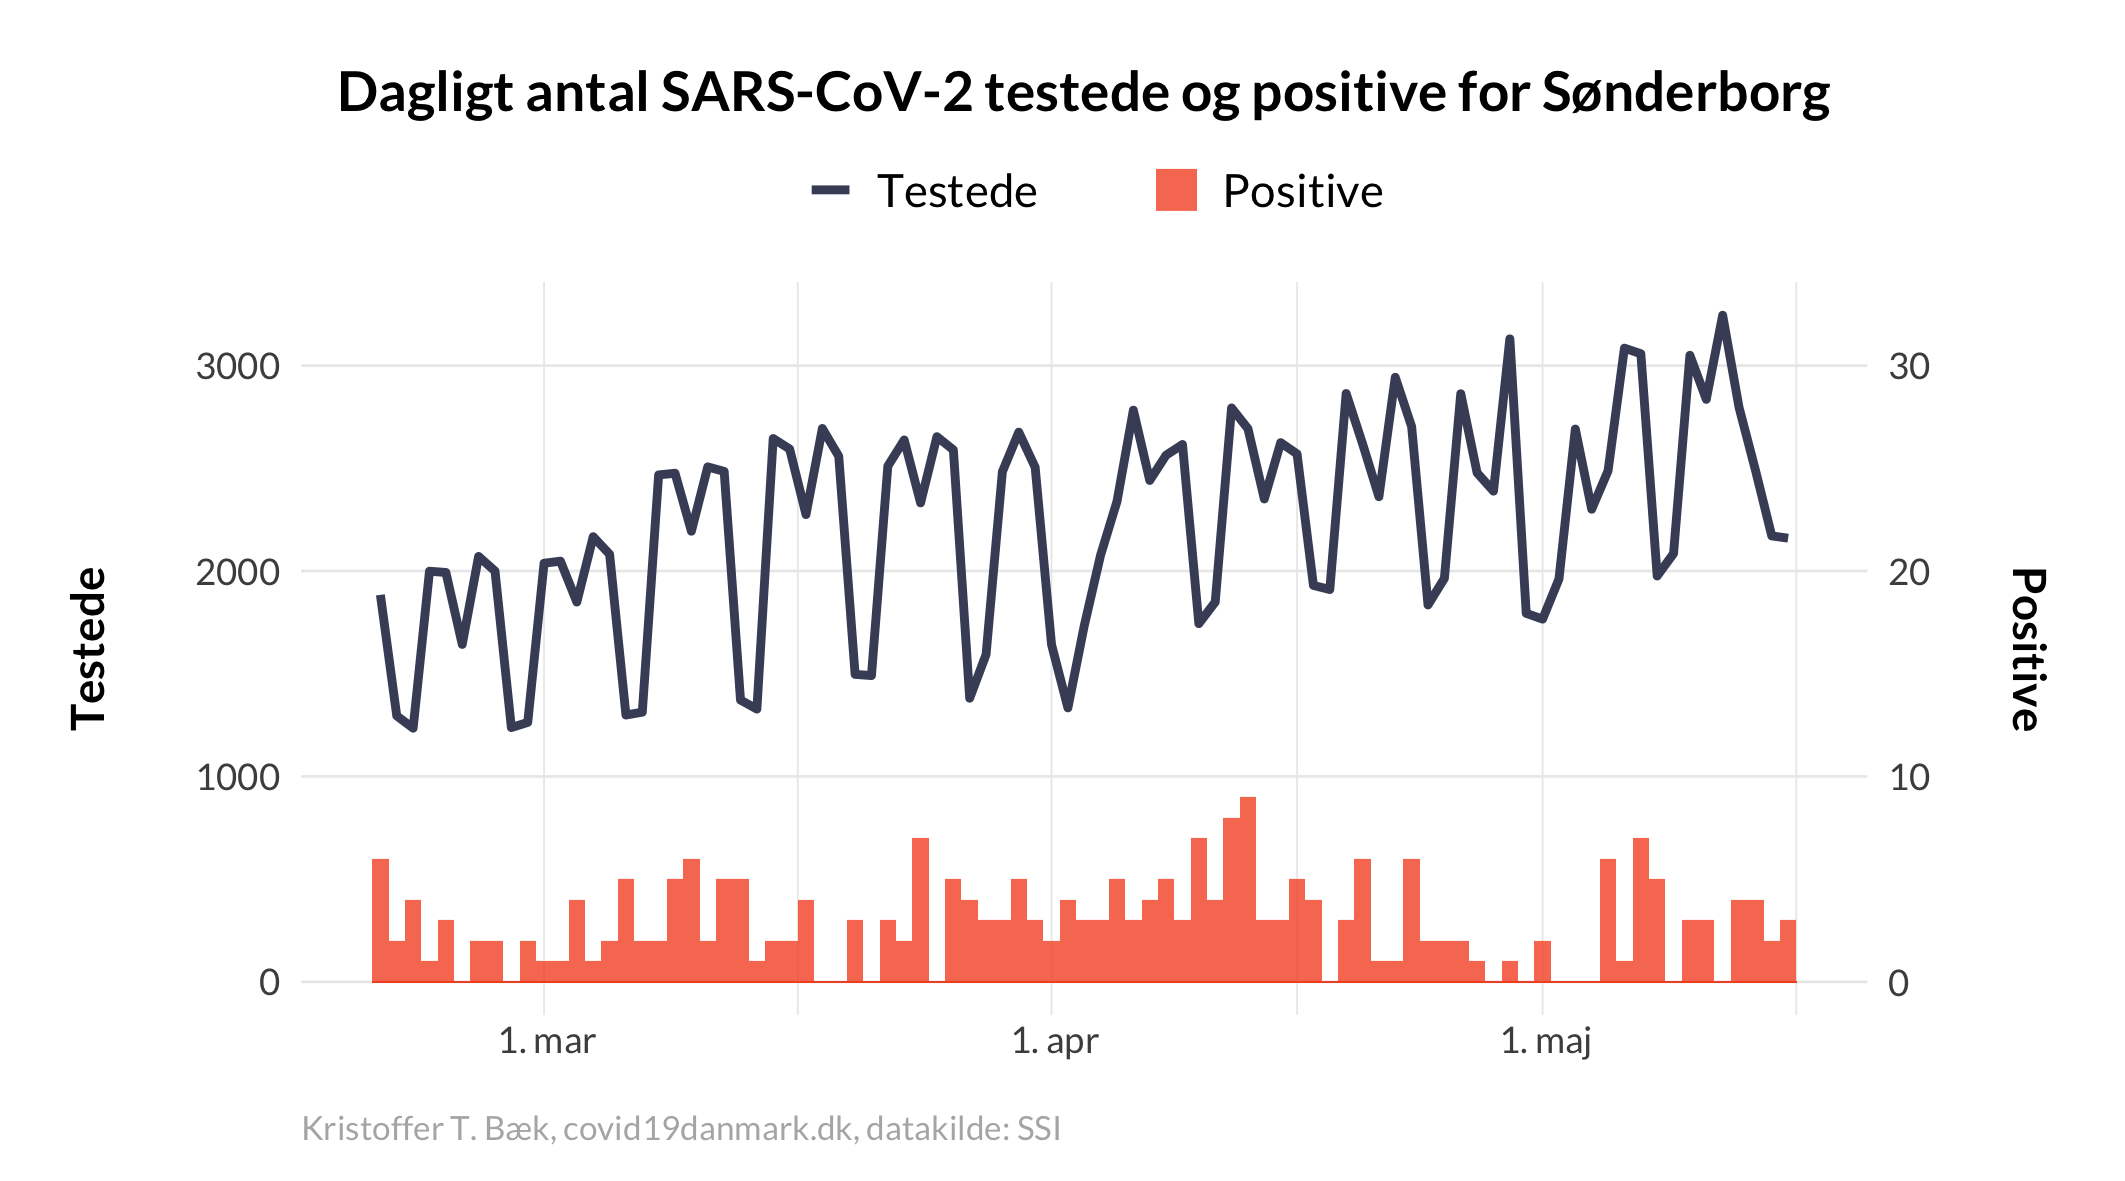 Dagligt antal SARS-CoV-2 testede og positive for Sønderborg
Testede
Positive
3000
2000
1000
0
Testede
30
20
10
0
Positive
1. mar
1. apr
1. maj
Kristoffer T. Bæk, covid19danmark.dk, datakilde: SSI